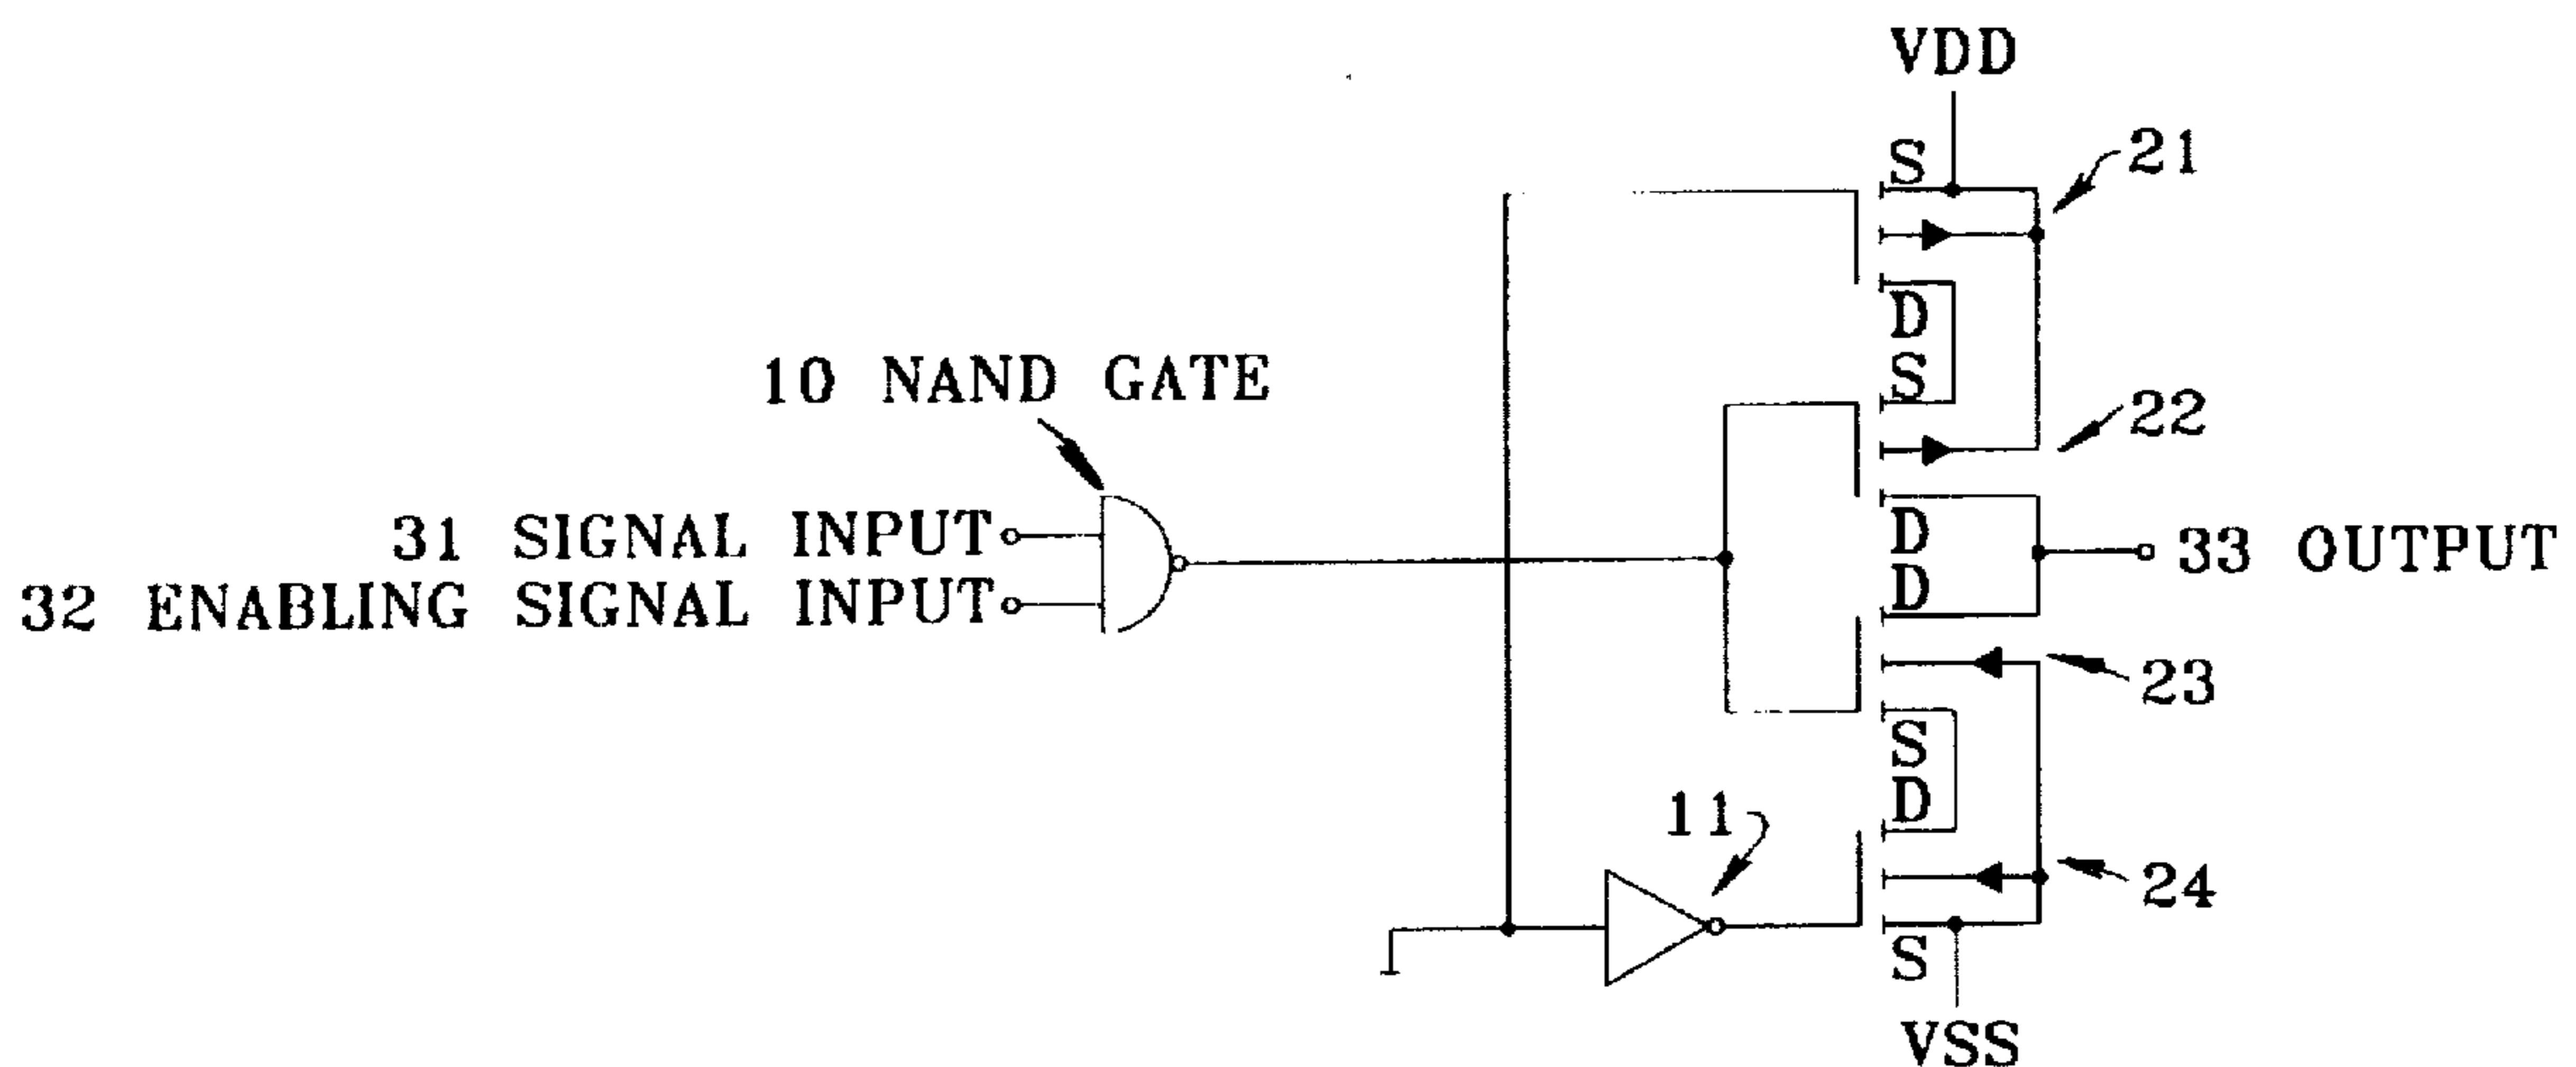 VDD
S
21
D
10 NAND GATE
S
22
31 SIGNAL INPUT
D
33 OUTPUT
32 ENABLING SIGNAL INPUT
D
23
S
D
11
24
S
VSS